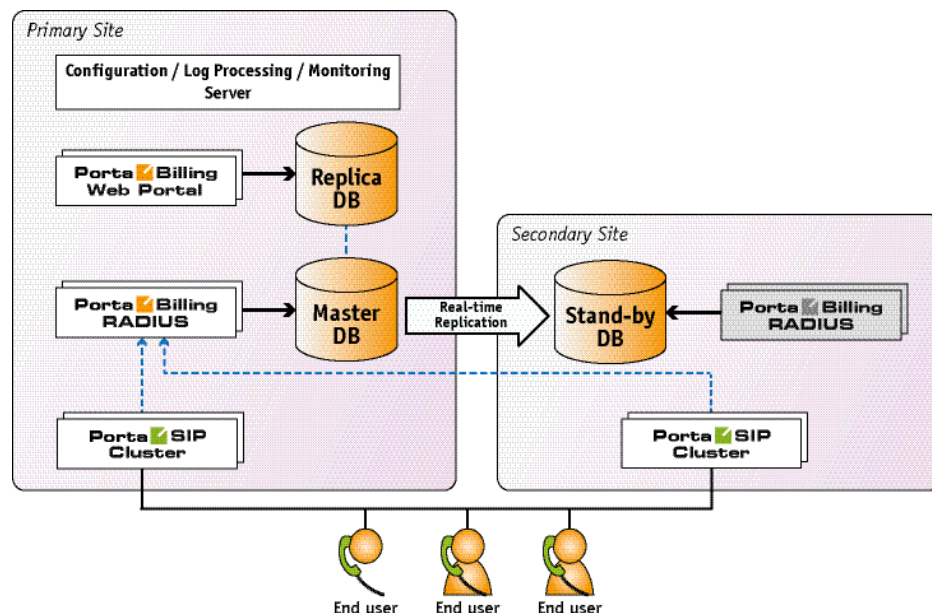 Primary Site
Configuration / Log Processing / Monitoring
Server
Porta Billing
Web Portal
Replica
DB
Secondary Site
Porta Billing
RADIUS
Master
DB
Real-time
Replication
Stand-by
DB
Porta Billing
RADIUS
Porta SIP
Cluster
Porta SIP
Cluster
End user
End user
End user